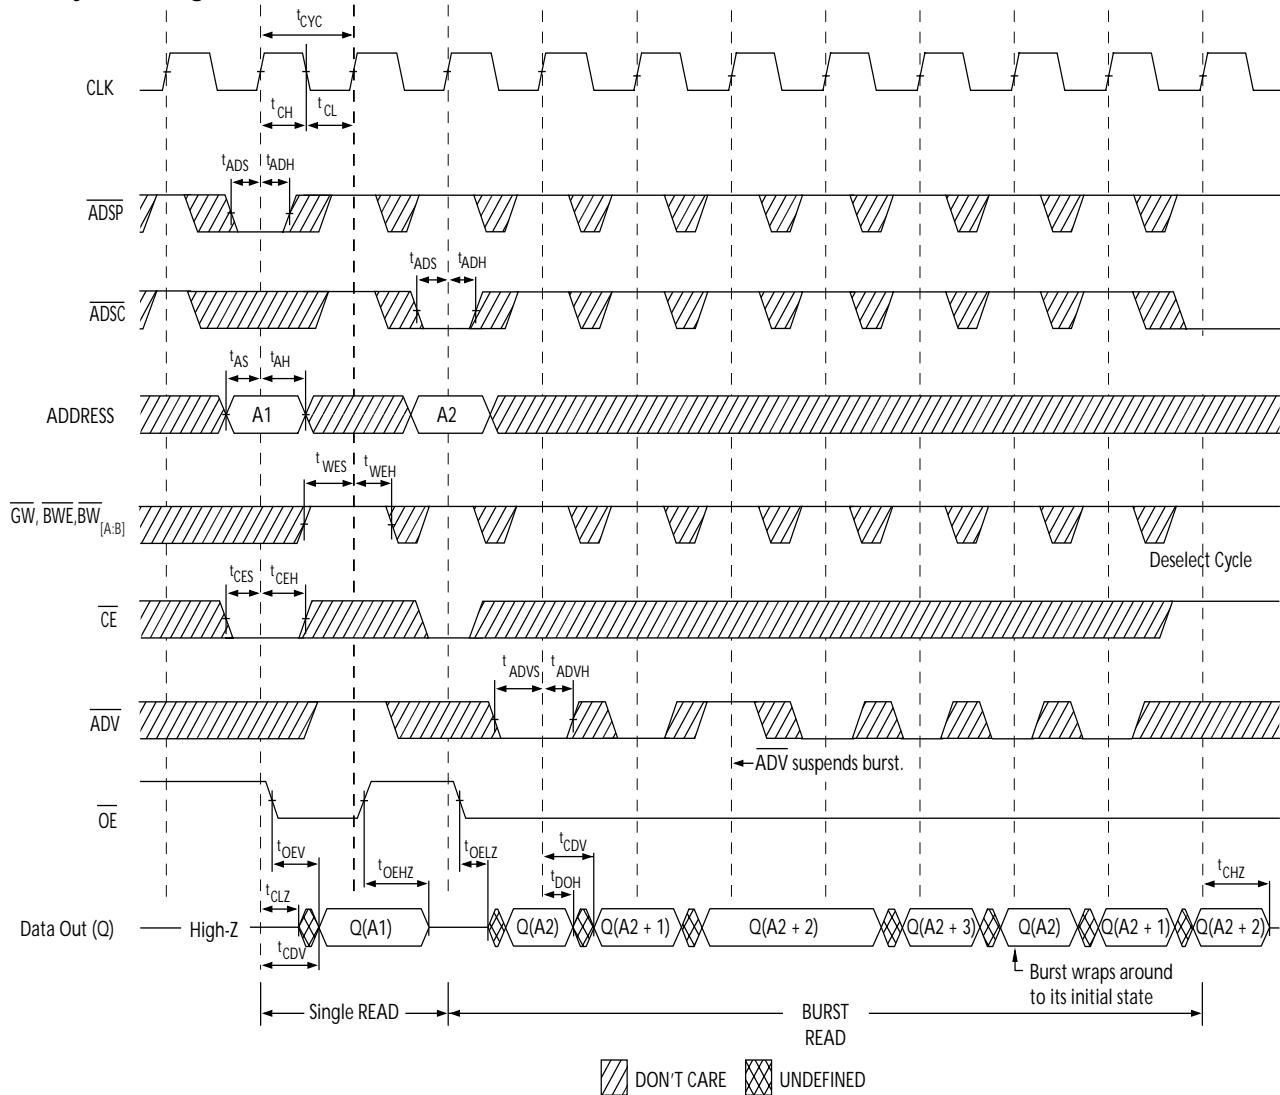 tCYC
CLK
tCH
tCL
tADS
tADH
ADSP
tADS
tADH
ADSC
tAS
tAH
ADDRESS
A1
A2
tWES
tWEH
GW, BWE,BW[A:B]
Deselect Cycle
tCES
tCEH
CE
tADVS
tADVH
ADV
ADV suspends burst.
OE
tOEV
tOEHZ
tOELZ
tCDV
tCLZ
tDOH
tCHZ
Data Out (Q)
High-Z
Q(A1)
Q(A2)
Q(A2 + 1)
Q(A2 + 2)
Q(A2 + 3)
Q(A2)
Q(A2 + 1)
Q(A2 + 2)
tCDV
Burst wraps around
to its initial state
Single READ
BURST
READ
DON'T CARE
UNDEFINED